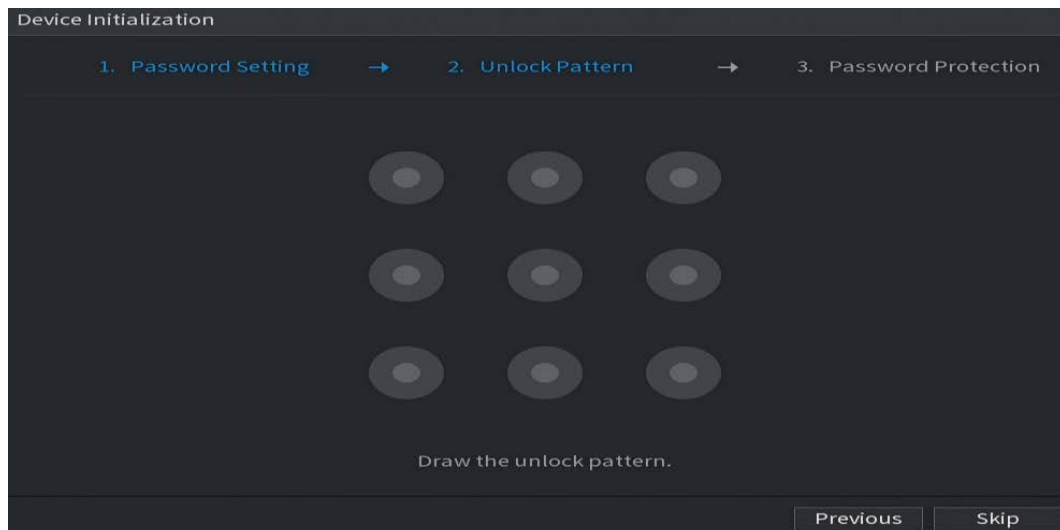 Device Initialization
1. Password Setting → 2. Unlock Pattern → 3. Password Protection
Draw the unlock pattern.
Previous Skip